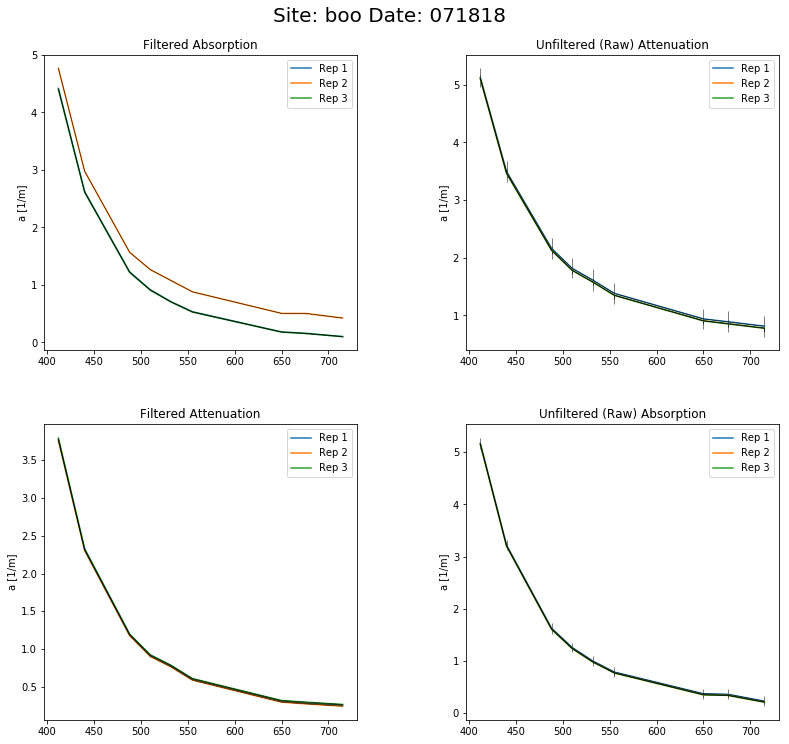 Site: boo Date: 071818
Filtered Absorption
5
4
3
2
1
0
a [1/m]
Rep 1
Rep 2
Rep 3
400 450 500 550 600 650 700
Unfiltered (Raw) Attenuation
5
4
3
2
1
a [1/m]
Rep 1
Rep 2
Rep 3
400 450 500 550 600 650 700
Filtered Attenuation
3.5
3.0
2.5
2.0
1.5
1.0
0.5
a [1/m]
Rep 1
Rep 2
Rep 3
400 450 500 550 600 650 700
Unfiltered (Raw) Absorption
5
4
3
2
1
0
a [1/m]
Rep 1
Rep 2
Rep 3
400 450 500 550 600 650 700